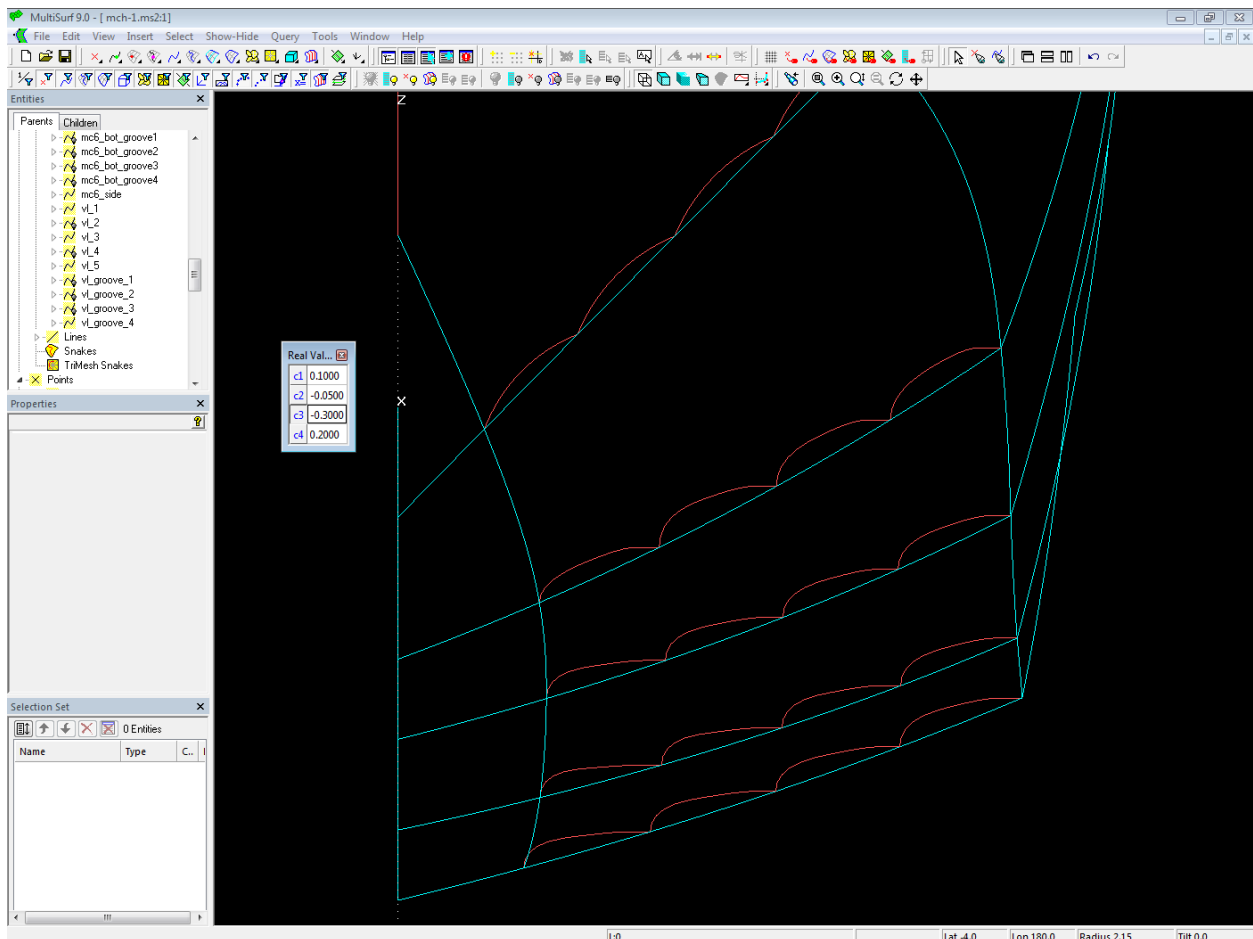 MultiSurf 9.0 - [ mch-1.ms2:1]
File Edit View Insert Select Show-Hide Query Tools Window Help
Entities
Parents Children
mc6_bot_groove1
mc6_bot_groove2
mc6_bot_groove3
mc6_bot_groove4
mc6_side
vl_1
vl_2
vl_3
vl_4
vl_5
vl_groove_1
vl_groove_2
vl_groove_3
vl_groove_4
Lines
Snakes
TriMesh Snakes
Points
Properties
Selection Set
0 Entities
Name Type C..
Z
X
Real Val...
c1 0.1000
c2 -0.0500
c3 -0.3000
c4 0.2000
L:0 Lat -4.0 Lon 180.0 Radius 2.15 Tilt 0.0